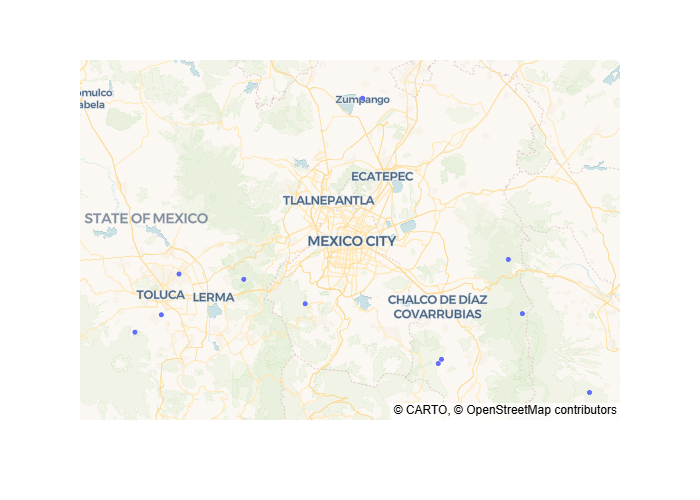 omulco
abela
Zumpango
ECATEPEC
TLALNEPANTLA
STATE OF MEXICO
MEXICO CITY
TOLUCA
LERMA
CHALCO DE DÍAZ
COVARRUBIAS
© CARTO, © OpenStreetMap contributors